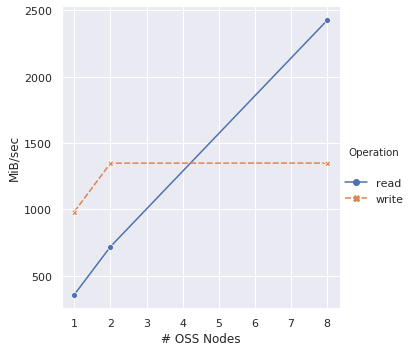 2500
2000
1500
1000
500
MiB/sec
1 2 3 4 5 6 7 8
# OSS Nodes
Operation
read
write